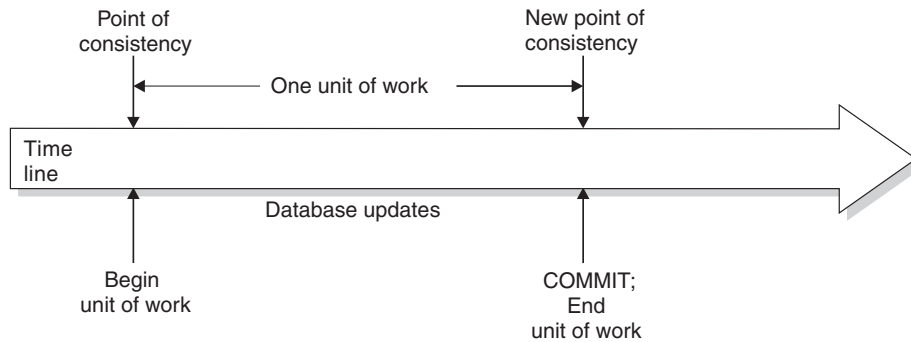 Point of
consistency
New point of
consistency
One unit of work
Time
line
Database updates
Begin
unit of work
COMMIT;
End
unit of work